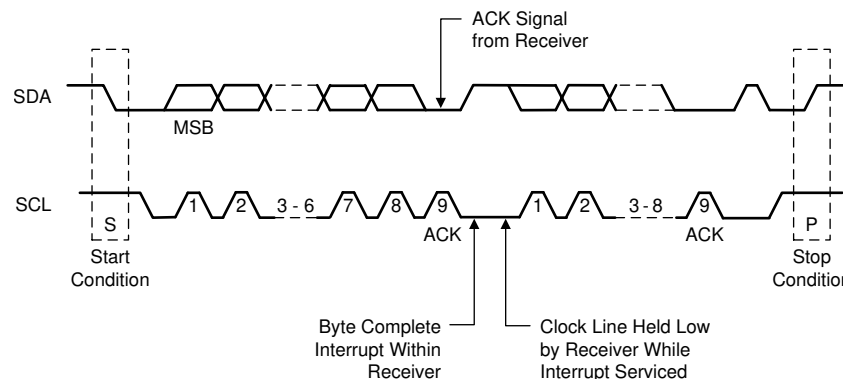 ACK Signal
from Receiver
SDA
MSB
SCL
1 2 3 - 6 7 8 9 1 2 3 - 8 9
S ACK ACK P
Start
Condition
Stop
Condition
Byte Complete
Interrupt Within
Receiver
Clock Line Held Low
by Receiver While
Interrupt Serviced